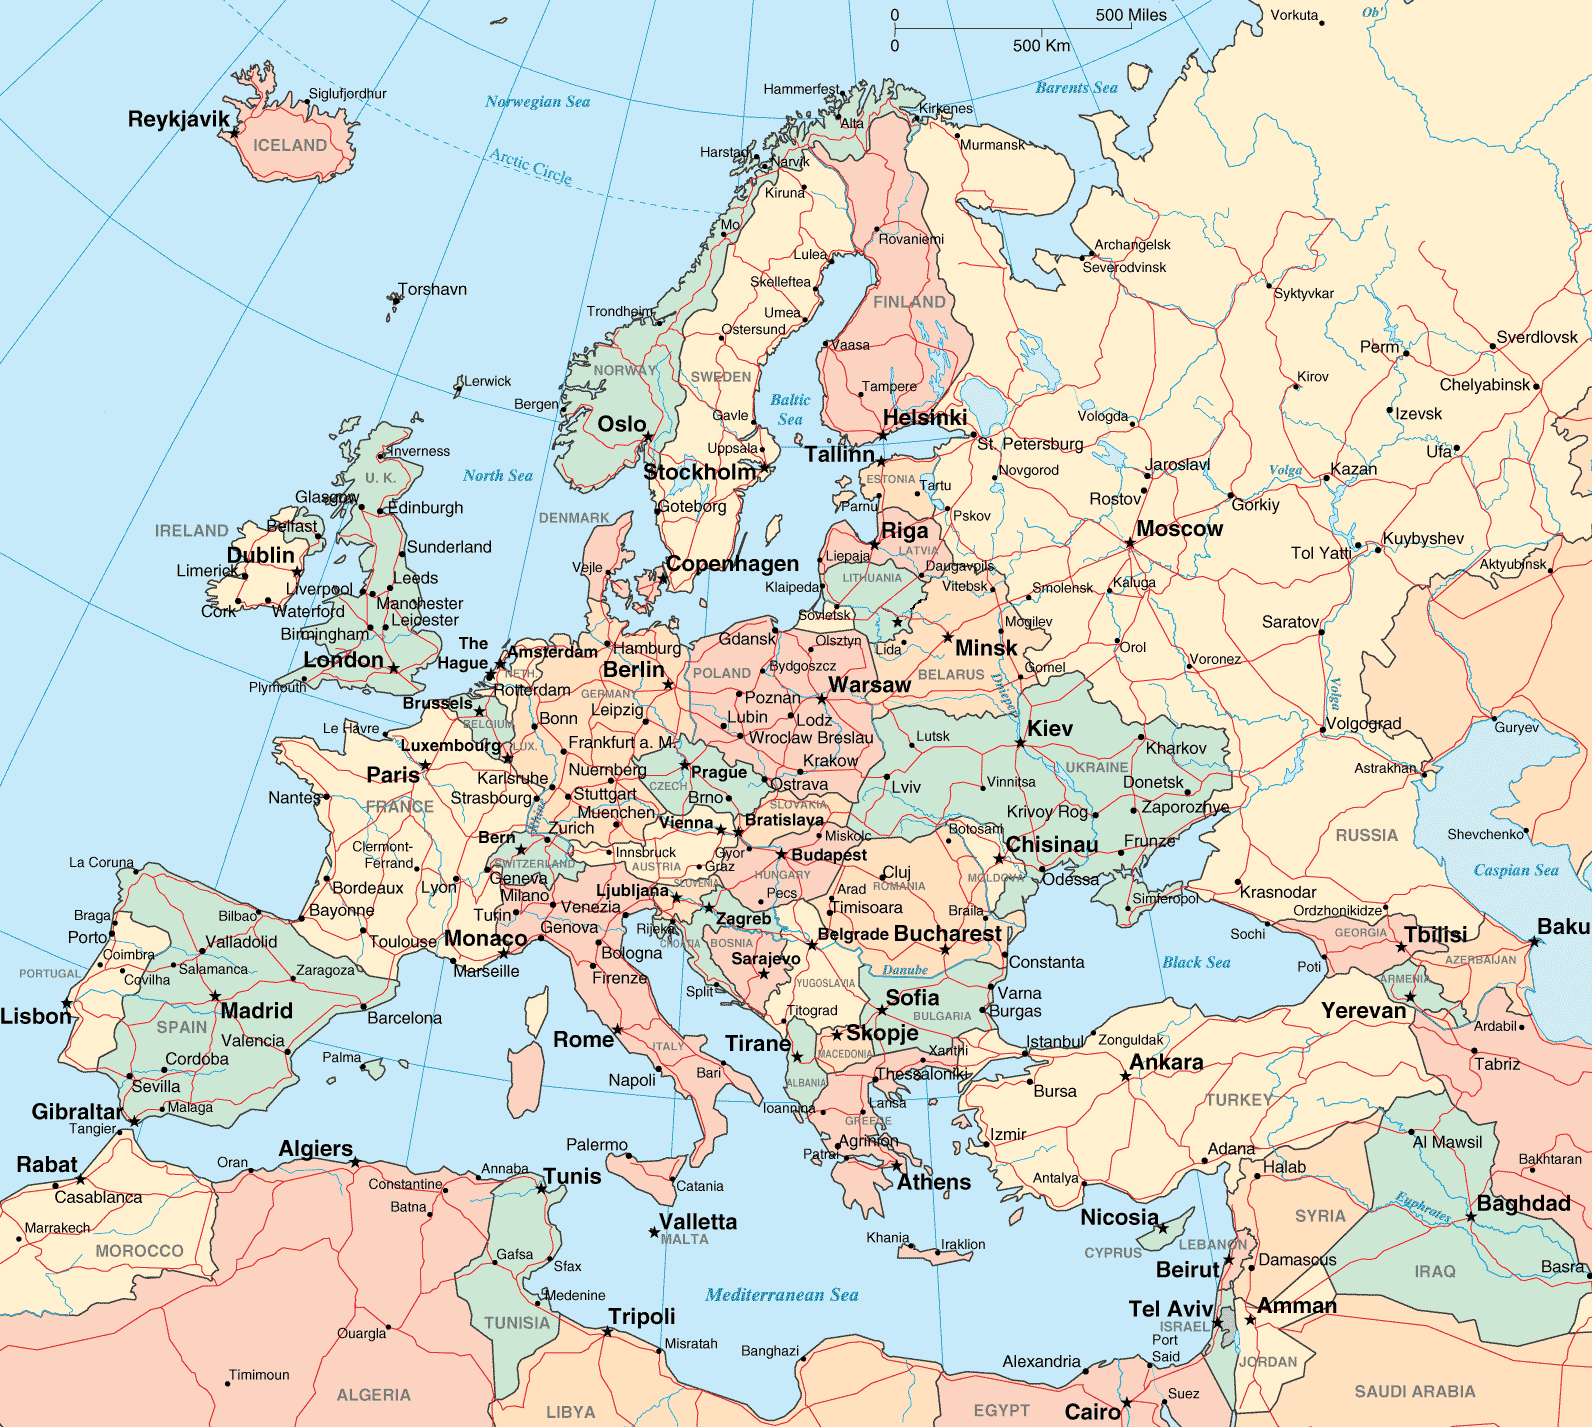 0
500 Miles
0
500 Km
Vorkuta
Ob'
Norwegian Sea
Barents Sea
Arctic Circle
Siglufjordhur
Reykjavik
ICELAND
Hammerfest
Kirkenes
Alta
Murmansk
Harstad
Narvik
Kiruna
Mo
Rovaniemi
Lulea
Archangelsk
Severodvinsk
Skelleftea
Syktyvkar
Torshavn
FINLAND
Trondheim
Umea
Ostersund
Vaasa
Perm
Sverdlovsk
NORWAY
SWEDEN
Lerwick
Tampere
Kirov
Chelyabinsk
Bergen
Baltic
Sea
Gavle
Helsinki
Vologda
Izevsk
Oslo
Uppsala
St. Petersburg
Ufa
Inverness
Tallinn
Stockholm
North Sea
U. K.
ESTONIA
Novgorod
Jaroslavl
Volga
Kazan
Tartu
Rostov
Glasgow
Edinburgh
Goteborg
Parnu
Pskov
Gorkiy
DENMARK
IRELAND
Belfast
Riga
Moscow
Dublin
Sunderland
Liepaja
LATVIA
Tol Yatti
Kuybyshev
Limerick
Vejle
Copenhagen
Daugavpils
Aktyubinsk
Leeds
LITHUANIA
Liverpool
Klaipeda
Vitebsk
Smolensk
Kaluga
Cork
Waterford
Manchester
Leicester
Sovietsk
Mogilev
Saratov
Birmingham
Gdansk
Olsztyn
Lida
Minsk
Orol
The
Hague
Amsterdam
Hamburg
London
Berlin
Bydgoszcz
Gomel
Voronez
NETH.
POLAND
BELARUS
Plymouth
Rotterdam
GERMANY
Warsaw
Dnieper
Volga
Brussels
Poznan
Leipzig
BELGIUM
Bonn
Lubin
Lodz
Kiev
Volgograd
Guryev
Le Havre
Wroclaw Breslau
Lutsk
Kharkov
Luxembourg
LUX.
Frankfurt a. M.
Krakow
UKRAINE
Astrakhan
Paris
Karlsruhe
Nuernberg
Prague
Ostrava
Lviv
Vinnitsa
Donetsk
Nantes
FRANCE
Strasbourg
Stuttgart
CZECH
Brno
SLOVAKIA
Krivoy Rog
Zaporozhye
Rhine
Muenchen
Vienna
Bratislava
Bern
Zurich
Miskolc
Botosani
Chisinau
Frunze
RUSSIA
Shevchenko
Clermont-
Ferrand
Innsbruck
Gyor
Budapest
SWITZERLAND
AUSTRIA
Graz
La Coruna
Geneva
HUNGARY
Cluj
MOLDOVA
Odessa
Caspian Sea
Bordeaux
Lyon
Milano
Ljubljana
SLOVENIA
Arad
ROMANIA
Krasnodar
Bayonne
Turin
Venezia
Pecs
Timisoara
Simferopol
Braga
Bilbao
Zagreb
Braila
Ordzhonikidze
Porto
Genova
Rijeka
Valladolid
Toulouse
Monaco
CROATIA
BOSNIA
Belgrade
Bucharest
Sochi
GEORGIA
Tbilisi
Baku
Coimbra
Bologna
Sarajevo
Constanta
Black Sea
Poti
AZERBAIJAN
PORTUGAL
Salamanca
Zaragoza
Marseille
Danube
Covilha
Firenze
YUGOSLAVIA
ARMENIA
Split
Sofia
Varna
Lisbon
Madrid
Barcelona
Titograd
BULGARIA
Burgas
Yerevan
SPAIN
Valencia
Rome
Tirane
Skopje
Istanbul
Zonguldak
Ardabil
Cordoba
Palma
ITALY
MACEDONIA
Xanthi
Ankara
Tabriz
Sevilla
Napoli
Bari
ALBANIA
Thessaloniki
Bursa
Malaga
Gibraltar
Ioannina
Larisa
TURKEY
Tangier
GREECE
Izmir
Agrinion
Al Mawsil
Palermo
Patrai
Adana
Algiers
Rabat
Oran
Annaba
Tunis
Athens
Antalya
Halab
Bakhtaran
Casablanca
Constantine
Catania
Batna
Valletta
MALTA
Nicosia
SYRIA
Euphrates
Baghdad
Marrakech
Khania
Iraklion
CYPRUS
LEBANON
MOROCCO
Gafsa
Sfax
Beirut
Damascus
IRAQ
Basra
Medenine
Mediterranean Sea
Tel Aviv
Amman
Tripoli
ISRAEL
TUNISIA
Ouargla
Misratah
Banghazi
Port
Said
Alexandria
JORDAN
Timimoun
ALGERIA
Suez
SAUDI ARABIA
LIBYA
EGYPT
Cairo